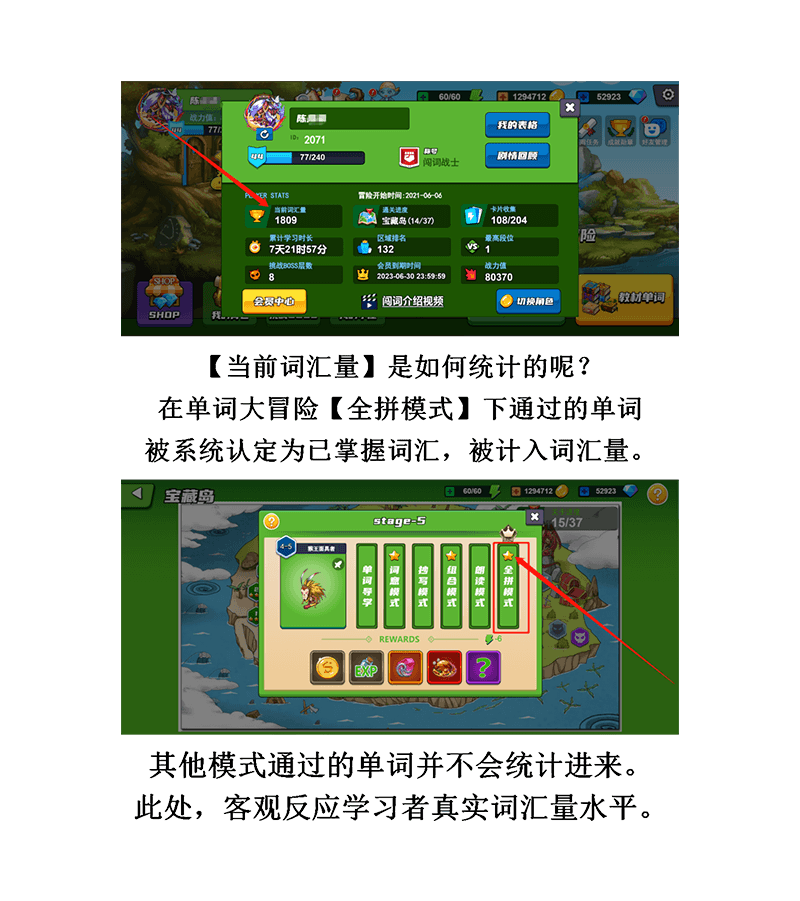 60/60
1294712
52923
陈
ID: 2071
44
77/240
称号
闯词战士
我的表格
剧情回顾
PLAYER STATS
冒险开始时间:2021-06-06
当前词汇量
1809
通关进度
宝藏岛(14/37)
卡片收集
108/204
累计学习时长
7天21时57分
区域排名
132
最高段位
1
挑战BOSS层数
8
会员到期时间
2023-06-30 23:59:59
战力值
80370
会员中心
闯词介绍视频
切换角色
SHOP
SHOP
教材单词
【当前词汇量】是如何统计的呢？
在单词大冒险【全拼模式】下通过的单词
被系统认定为已掌握词汇，被计入词汇量。
宝藏岛
60/60
1294712
52923
?
stage-5
15/37
4-5
霸王面具者
单词导学
词意模式
抄写模式
组合模式
朗读模式
全拼模式
REWARDS
-6
EXP
?
其他模式通过的单词并不会统计进来。
此处，客观反应学习者真实词汇量水平。